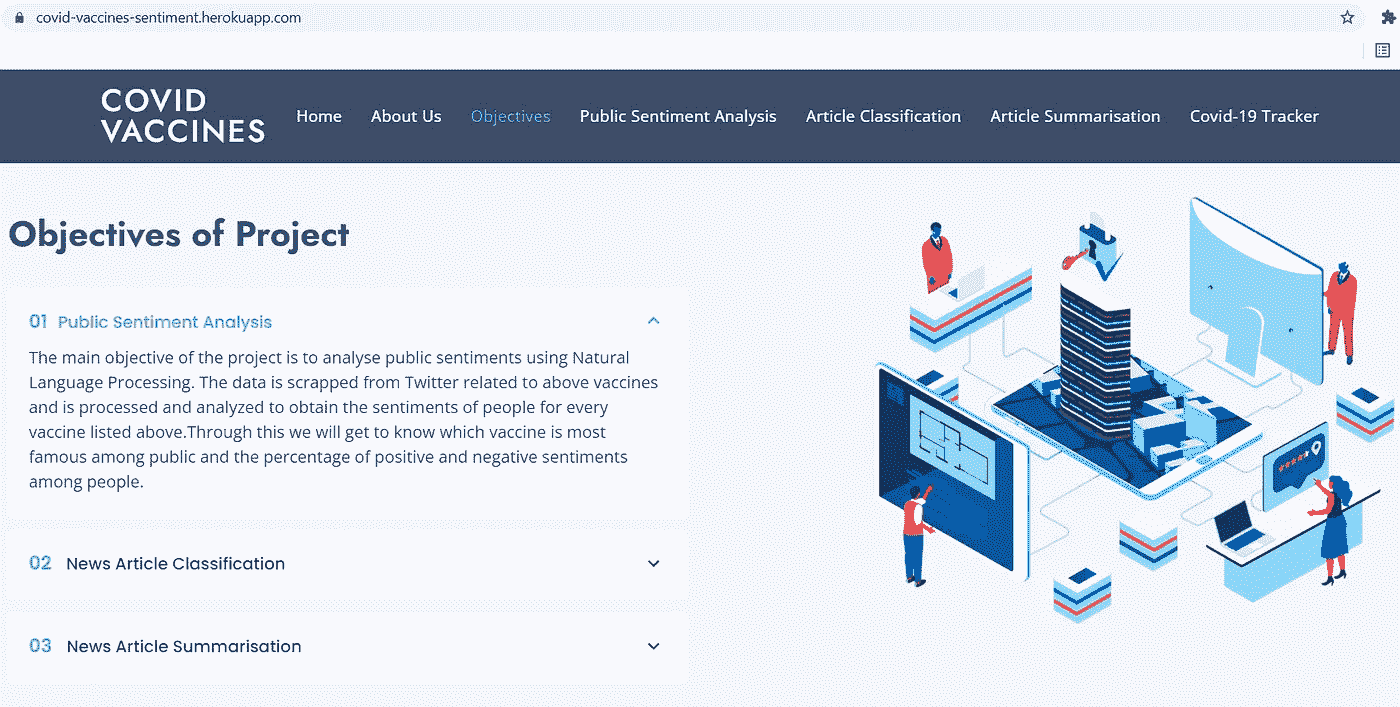 covid-vaccines-sentiment.herokuapp.com
COVID
VACCINES
Home About Us Objectives Public Sentiment Analysis Article Classification Article Summarisation Covid-19 Tracker
Objectives of Project
01 Public Sentiment Analysis
The main objective of the project is to analyse public sentiments using Natural
Language Processing. The data is scrapped from Twitter related to above vaccines
and is processed and analyzed to obtain the sentiments of people for every
vaccine listed above.Through this we will get to know which vaccine is most
famous among public and the percentage of positive and negative sentiments
among people.
02 News Article Classification
03 News Article Summarisation